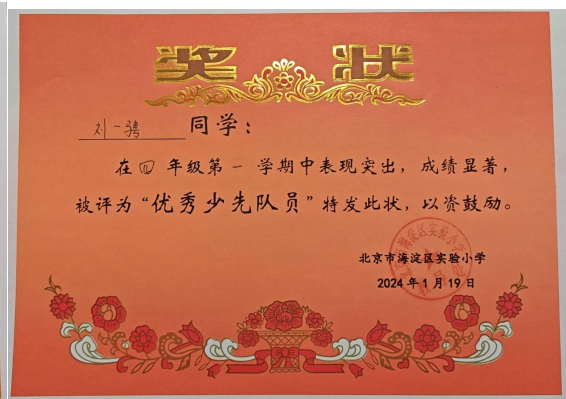 奖状
刘一骋 同学：
在四年级第一学期中表现突出，成绩显著，
被评为“优秀少先队员”特发此状，以资鼓励。
北京市海淀区实验小学
2024年1月19日